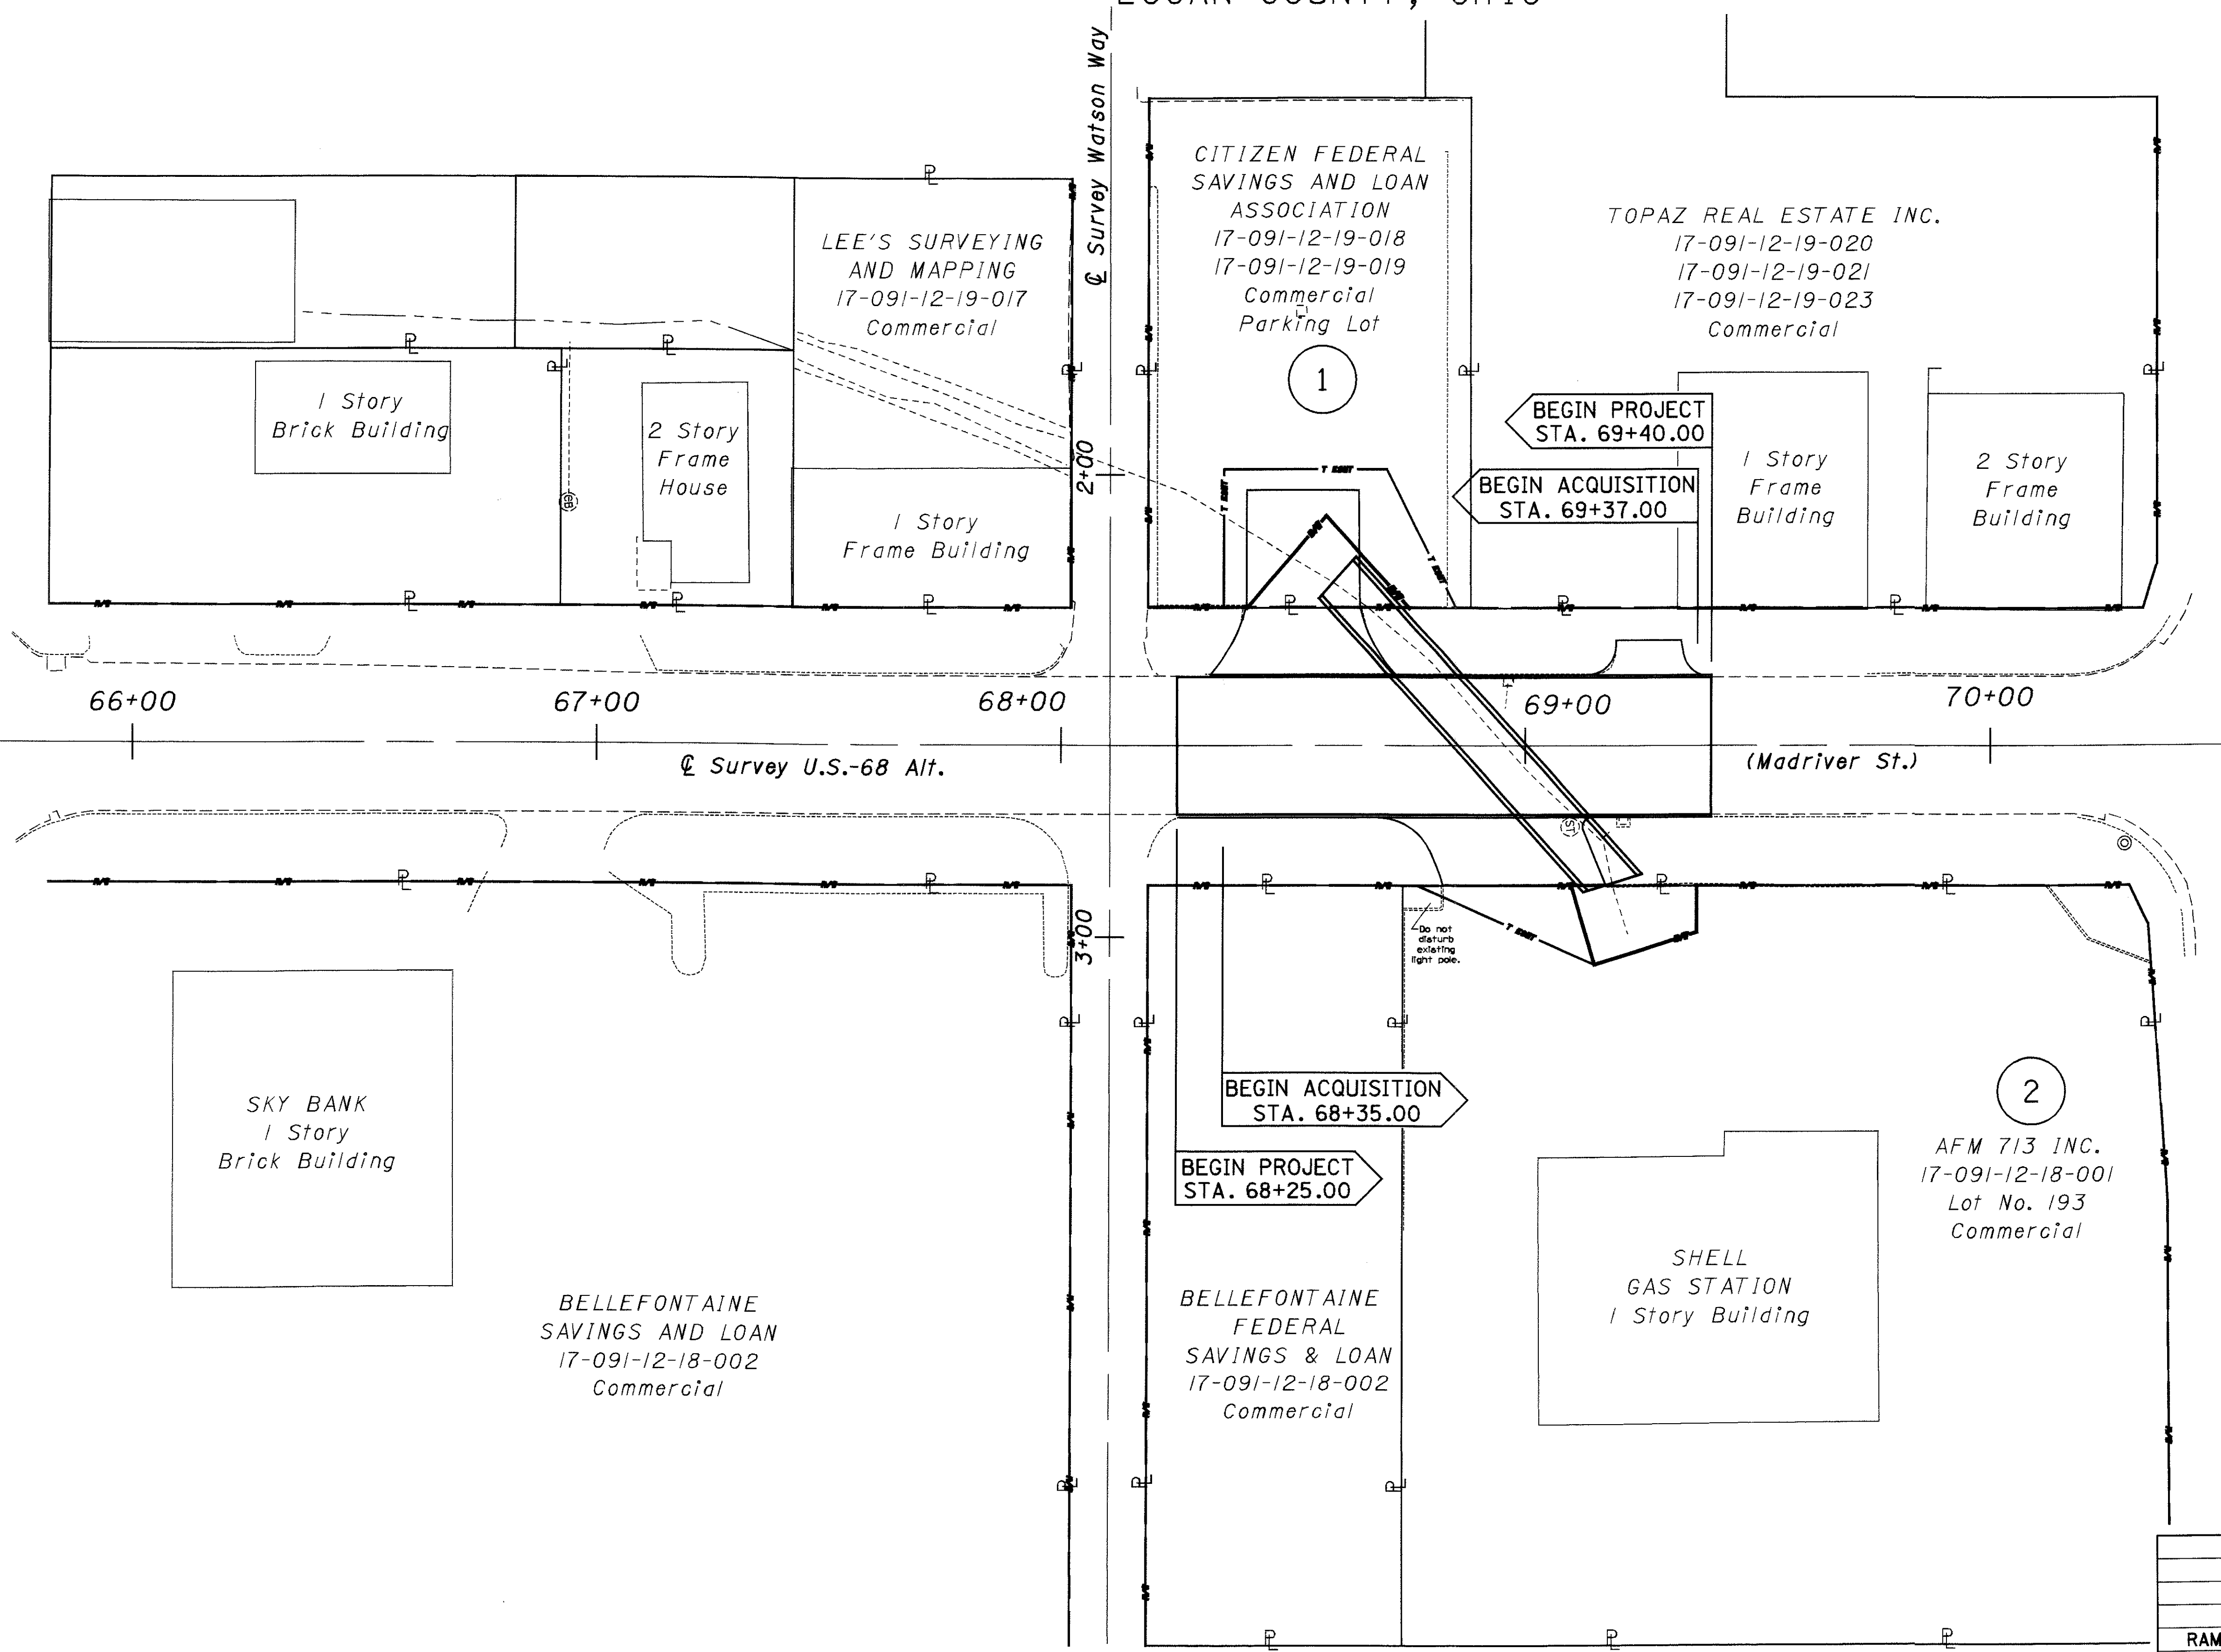 LOGAN COUNTY, OHIO
℄ Survey Watson Way
CITIZEN FEDERAL
SAVINGS AND LOAN
ASSOCIATION
17-091-12-19-018
17-091-12-19-019
Commercial
Parking Lot
1
TOPAZ REAL ESTATE INC.
17-091-12-19-020
17-091-12-19-021
17-091-12-19-023
Commercial
LEE'S SURVEYING
AND MAPPING
17-091-12-19-017
Commercial
1 Story
Brick Building
2 Story
Frame
House
CB
1 Story
Frame Building
2+00
BEGIN PROJECT
STA. 69+40.00
BEGIN ACQUISITION
STA. 69+37.00
1 Story
Frame
Building
2 Story
Frame
Building
66+00
67+00
68+00
69+00
70+00
℄ Survey U.S.-68 Alt.
(Madriver St.)
ST
3+00
Do not
disturb
existing
light pole.
BEGIN ACQUISITION
STA. 68+35.00
BEGIN PROJECT
STA. 68+25.00
SKY BANK
1 Story
Brick Building
2
AFM 713 INC.
17-091-12-18-001
Lot No. 193
Commercial
SHELL
GAS STATION
1 Story Building
BELLEFONTAINE
SAVINGS AND LOAN
17-091-12-18-002
Commercial
BELLEFONTAINE
FEDERAL
SAVINGS & LOAN
17-091-12-18-002
Commercial
RAM